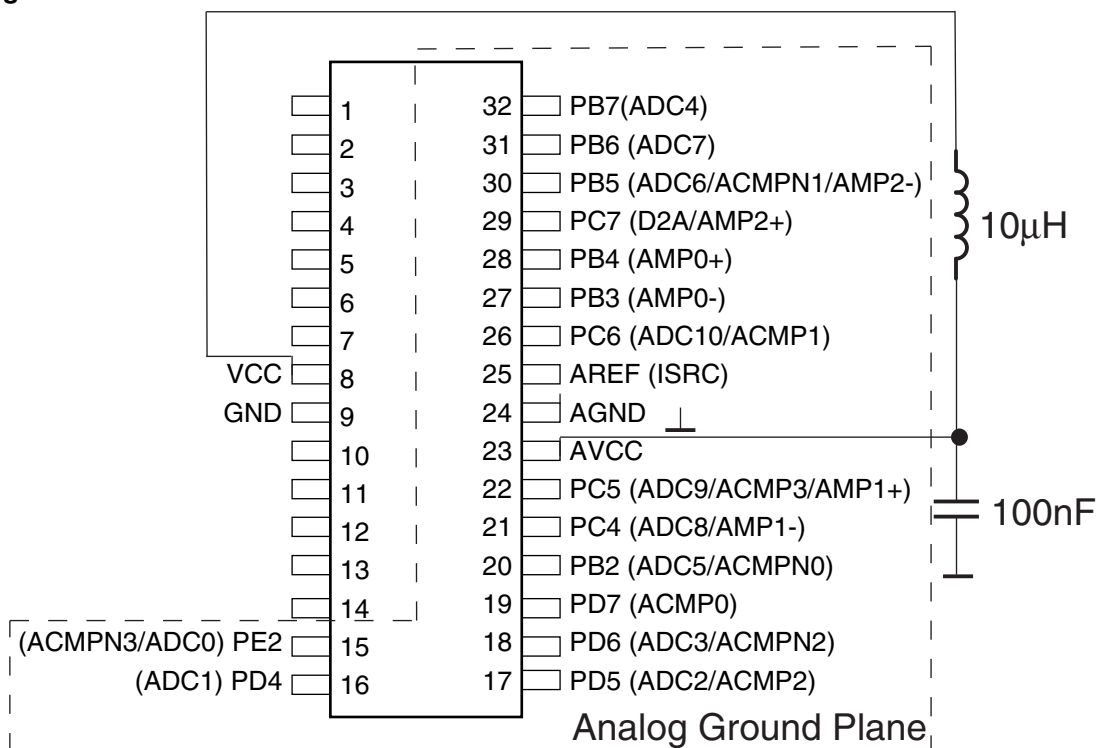 g
1
2
3
4
5
6
7
VCC 8
GND 9
10
11
12
13
14
(ACMPN3/ADC0) PE2 15
(ADC1) PD4 16
32 PB7(ADC4)
31 PB6 (ADC7)
30 PB5 (ADC6/ACMPN1/AMP2-)
29 PC7 (D2A/AMP2+)
28 PB4 (AMP0+)
27 PB3 (AMP0-)
26 PC6 (ADC10/ACMP1)
25 AREF (ISRC)
24 AGND
23 AVCC
22 PC5 (ADC9/ACMP3/AMP1+)
21 PC4 (ADC8/AMP1-)
20 PB2 (ADC5/ACMPN0)
19 PD7 (ACMP0)
18 PD6 (ADC3/ACMPN2)
17 PD5 (ADC2/ACMP2)
10µH
100nF
Analog Ground Plane